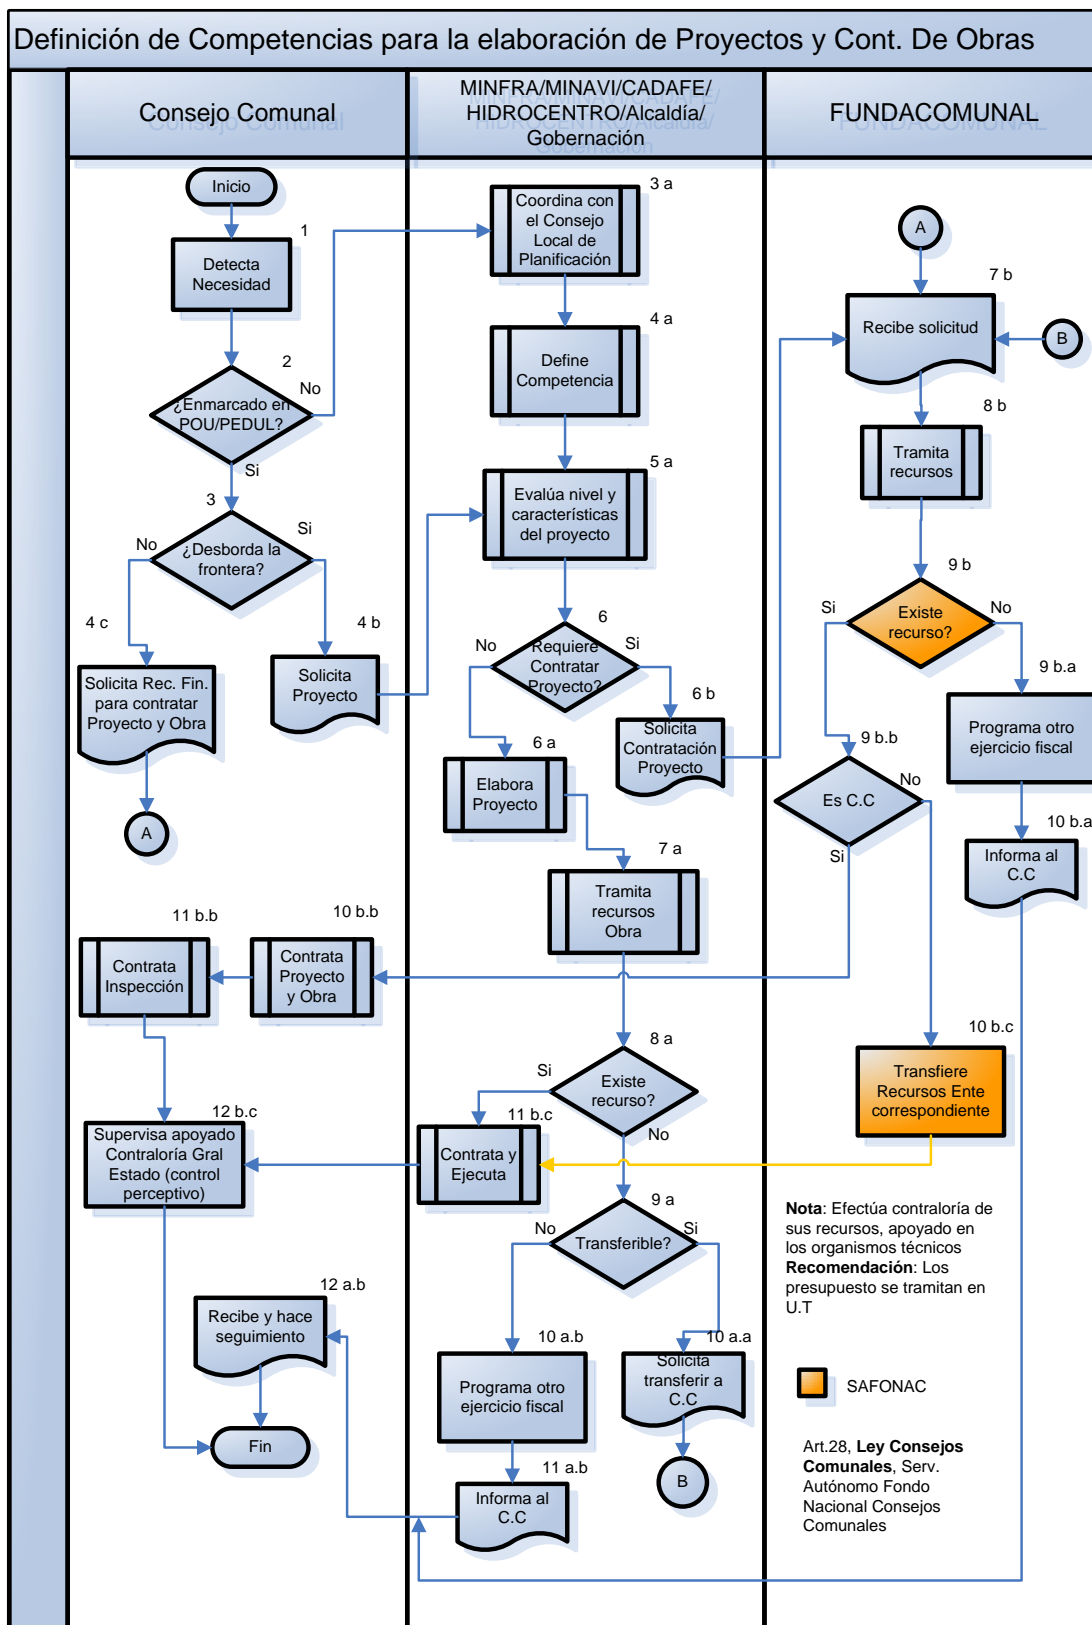 Definición de Competencias para la elaboración de Proyectos y Cont. De Obras
Consejo Comunal
MINFRA/MINAVI/CADAFE/
HIDROCENTRO/Alcaldía/
Gobernación
FUNDACOMUNAL
Inicio
1
Detecta
Necesidad
2
¿Enmarcado en
POU/PEDUL?
No
Si
3
¿Desborda la
frontera?
No
Si
4 c
Solicita Rec. Fin.
para contratar
Proyecto y Obra
A
4 b
Solicita
Proyecto
11 b.b
Contrata
Inspección
10 b.b
Contrata
Proyecto
y Obra
12 b.c
Supervisa apoyado
Contraloría Gral
Estado (control
perceptivo)
12 a.b
Recibe y hace
seguimiento
Fin
3 a
Coordina con
el Consejo
Local de
Planificación
4 a
Define
Competencia
5 a
Evalúa nivel y
características
del proyecto
6
Requiere
Contratar
Proyecto?
No
Si
6 b
Solicita
Contratación
Proyecto
6 a
Elabora
Proyecto
7 a
Tramita
recursos
Obra
8 a
Existe
recurso?
Si
No
11 b.c
Contrata y
Ejecuta
9 a
Transferible?
No
Si
10 a.b
Programa otro
ejercicio fiscal
10 a.a
Solicita
transferir a
C.C
11 a.b
Informa al
C.C
B
A
7 b
Recibe solicitud
B
8 b
Tramita
recursos
9 b
Existe
recurso?
Si
No
9 b.a
Programa otro
ejercicio fiscal
9 b.b
Es C.C
No
Si
10 b.a
Informa al
C.C
10 b.c
Transfiere
Recursos Ente
correspondiente
Nota: Efectúa contraloría de
sus recursos, apoyado en
los organismos técnicos
Recomendación: Los
presupuesto se tramitan en
U.T
SAFONAC
Art.28, Ley Consejos
Comunales, Serv.
Autónomo Fondo
Nacional Consejos
Comunales